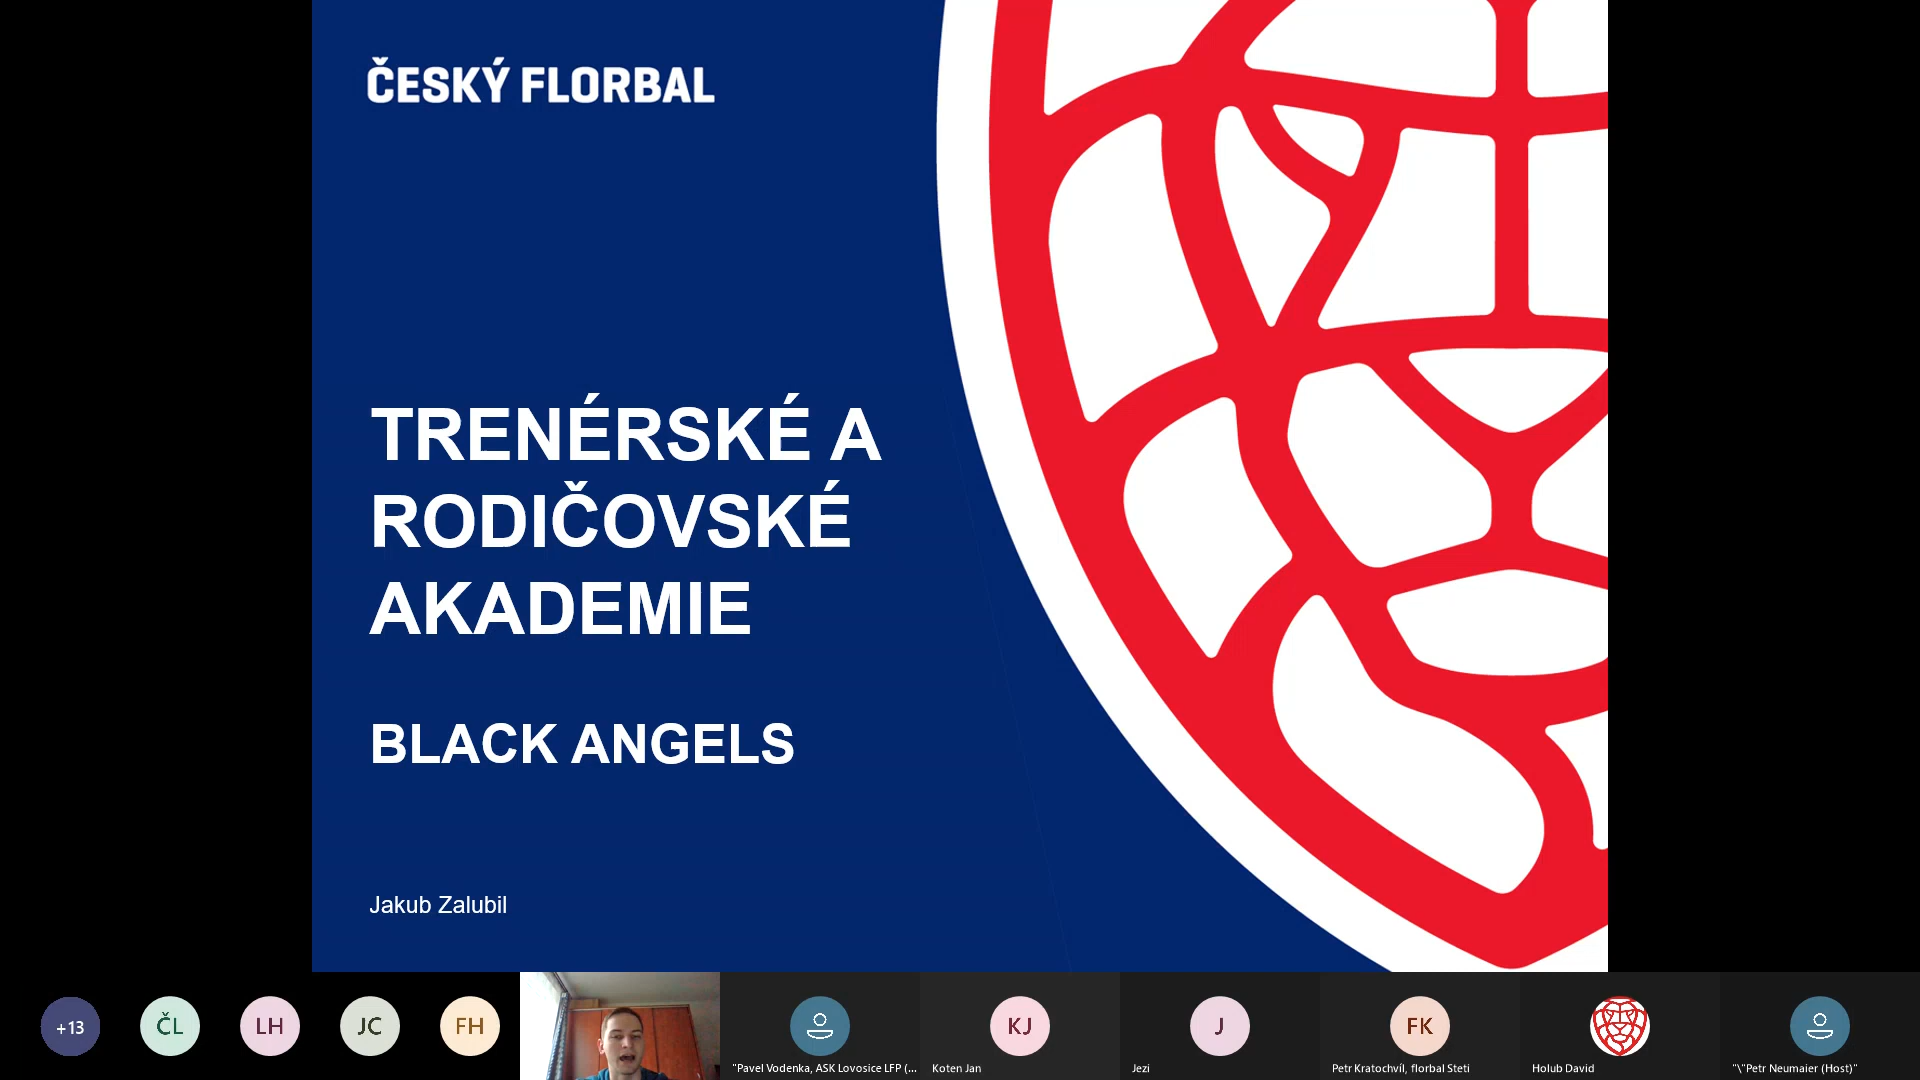 ČESKÝ FLORBAL
TRENÉRSKÉ A
RODIČOVSKÉ
AKADEMIE
BLACK ANGELS
Jakub Zalubil
+13
ČL
LH
JC
FH
"Pavel Vodenka, ASK Lovosice LFP (...
KJ
Koten Jan
J
Jezi
FK
Petr Kratochvíl, florbal Steti
Holub David
"\"Petr Neumaier (Host)"